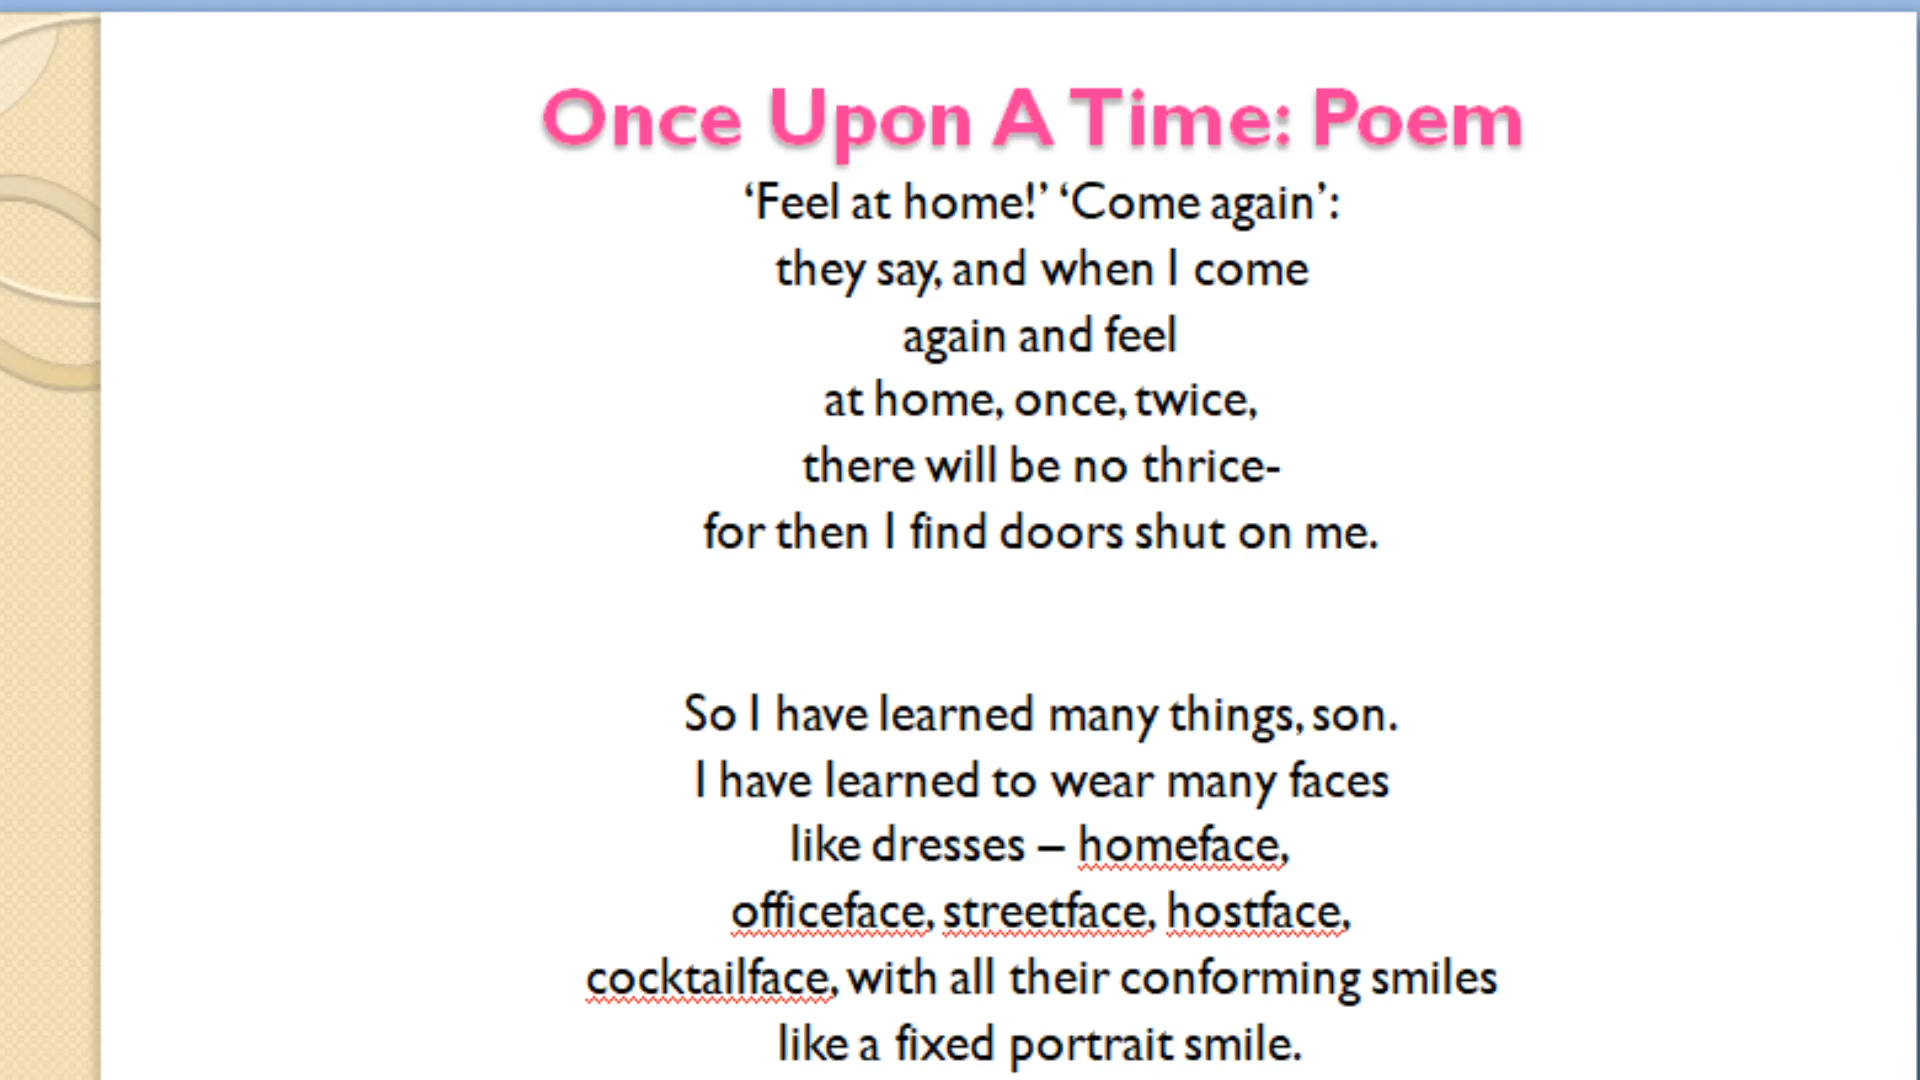 Once Upon A Time: Poem
‘Feel at home!’ ‘Come again’:
they say, and when I come
again and feel
at home, once, twice,
there will be no thrice-
for then I find doors shut on me.
So I have learned many things, son.
I have learned to wear many faces
like dresses – homeface,
officeface, streetface, hostface,
cocktailface, with all their conforming smiles
like a fixed portrait smile.